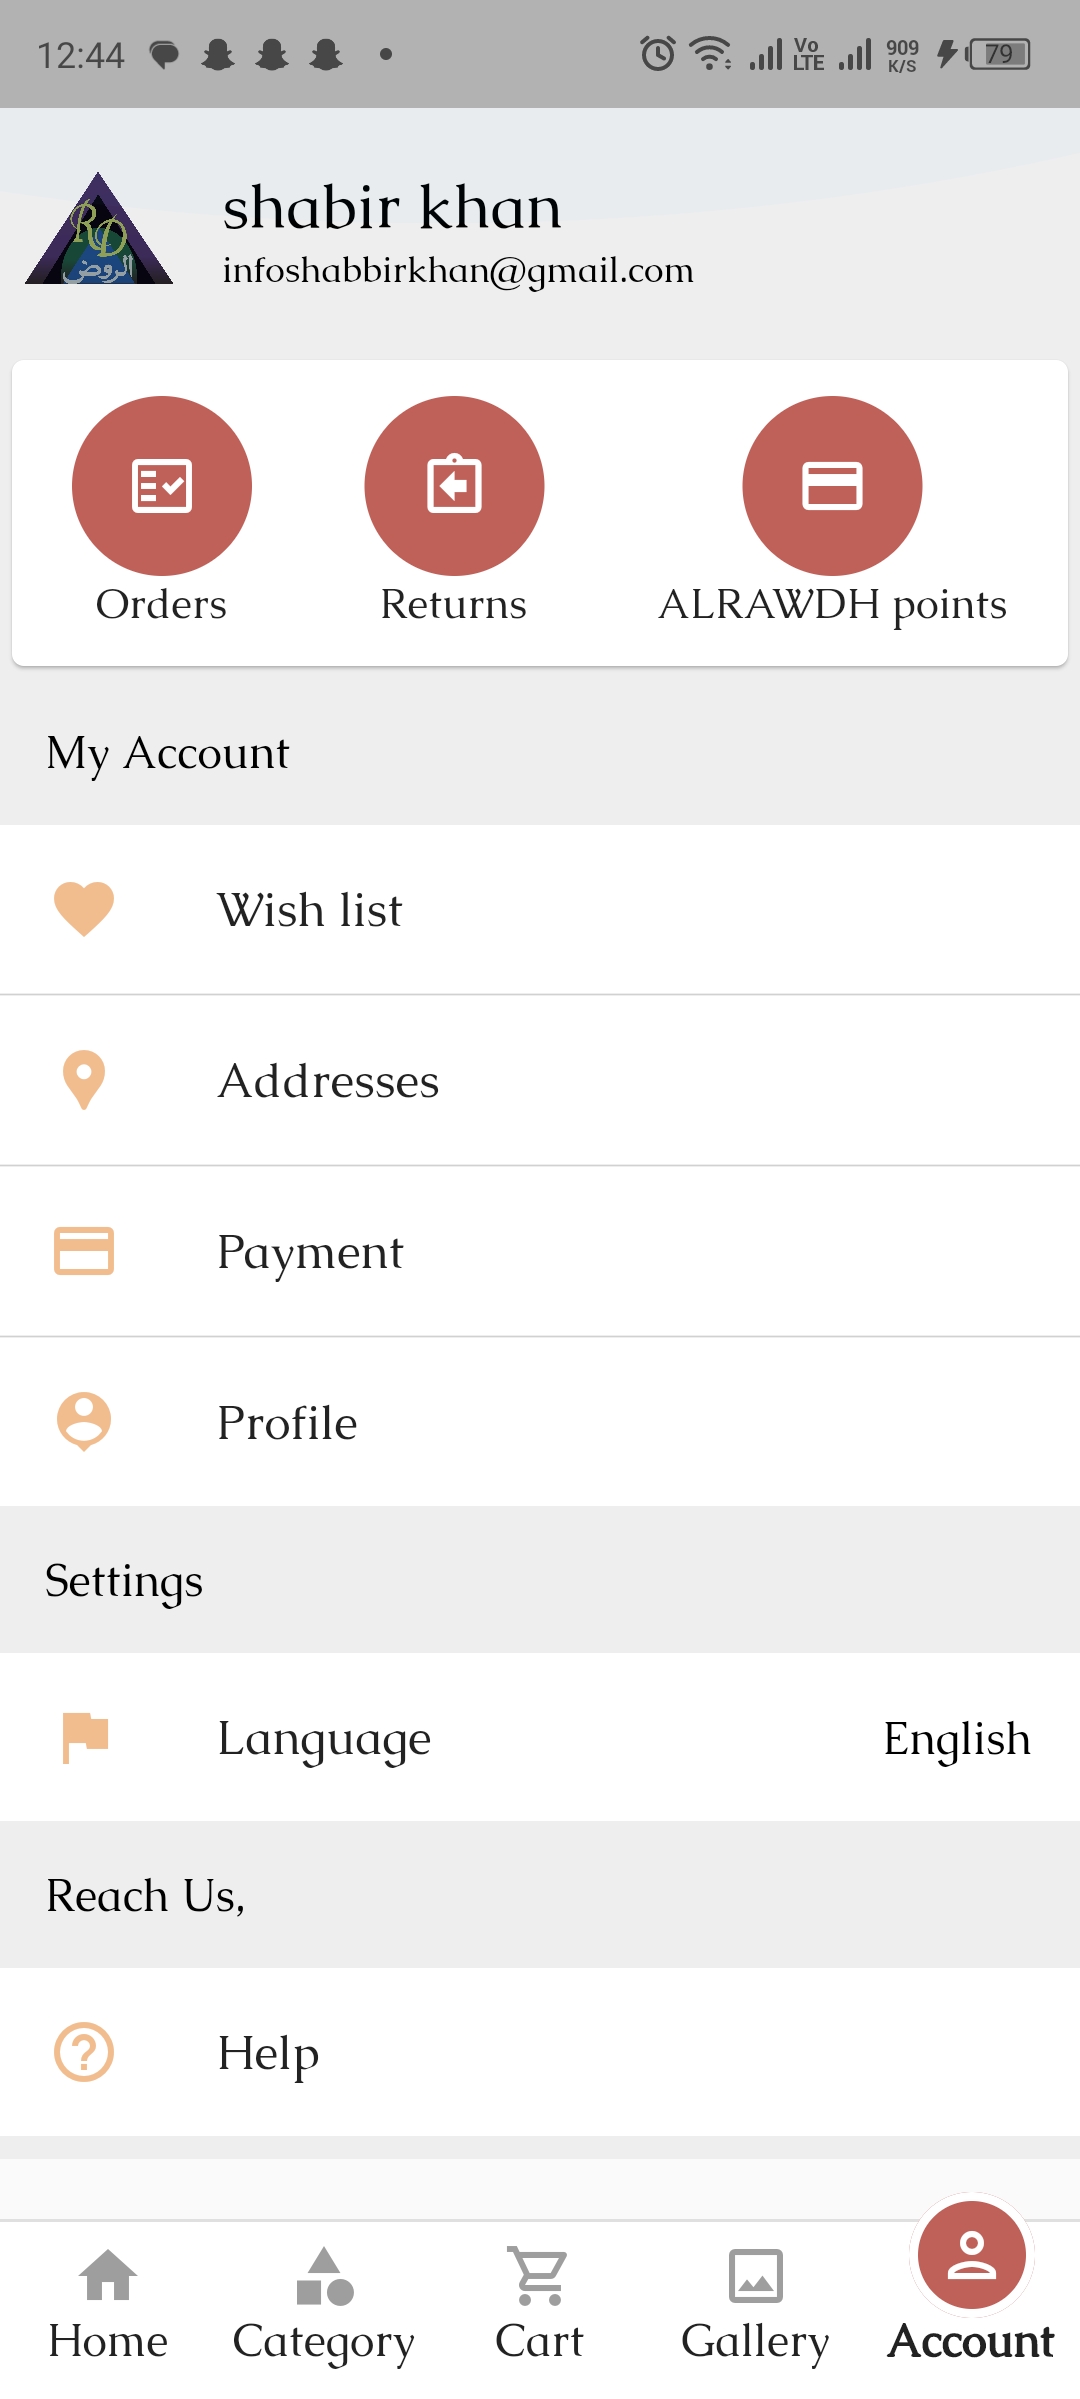 12:44
Vo
LTE
909
K/S
79
RD
الروض
shabir khan
infoshabbirkhan@gmail.com
Orders
Returns
ALRAWDH points
My Account
Wish list
Addresses
Payment
Profile
Settings
Language
English
Reach Us,
Help
Home
Category
Cart
Gallery
Account